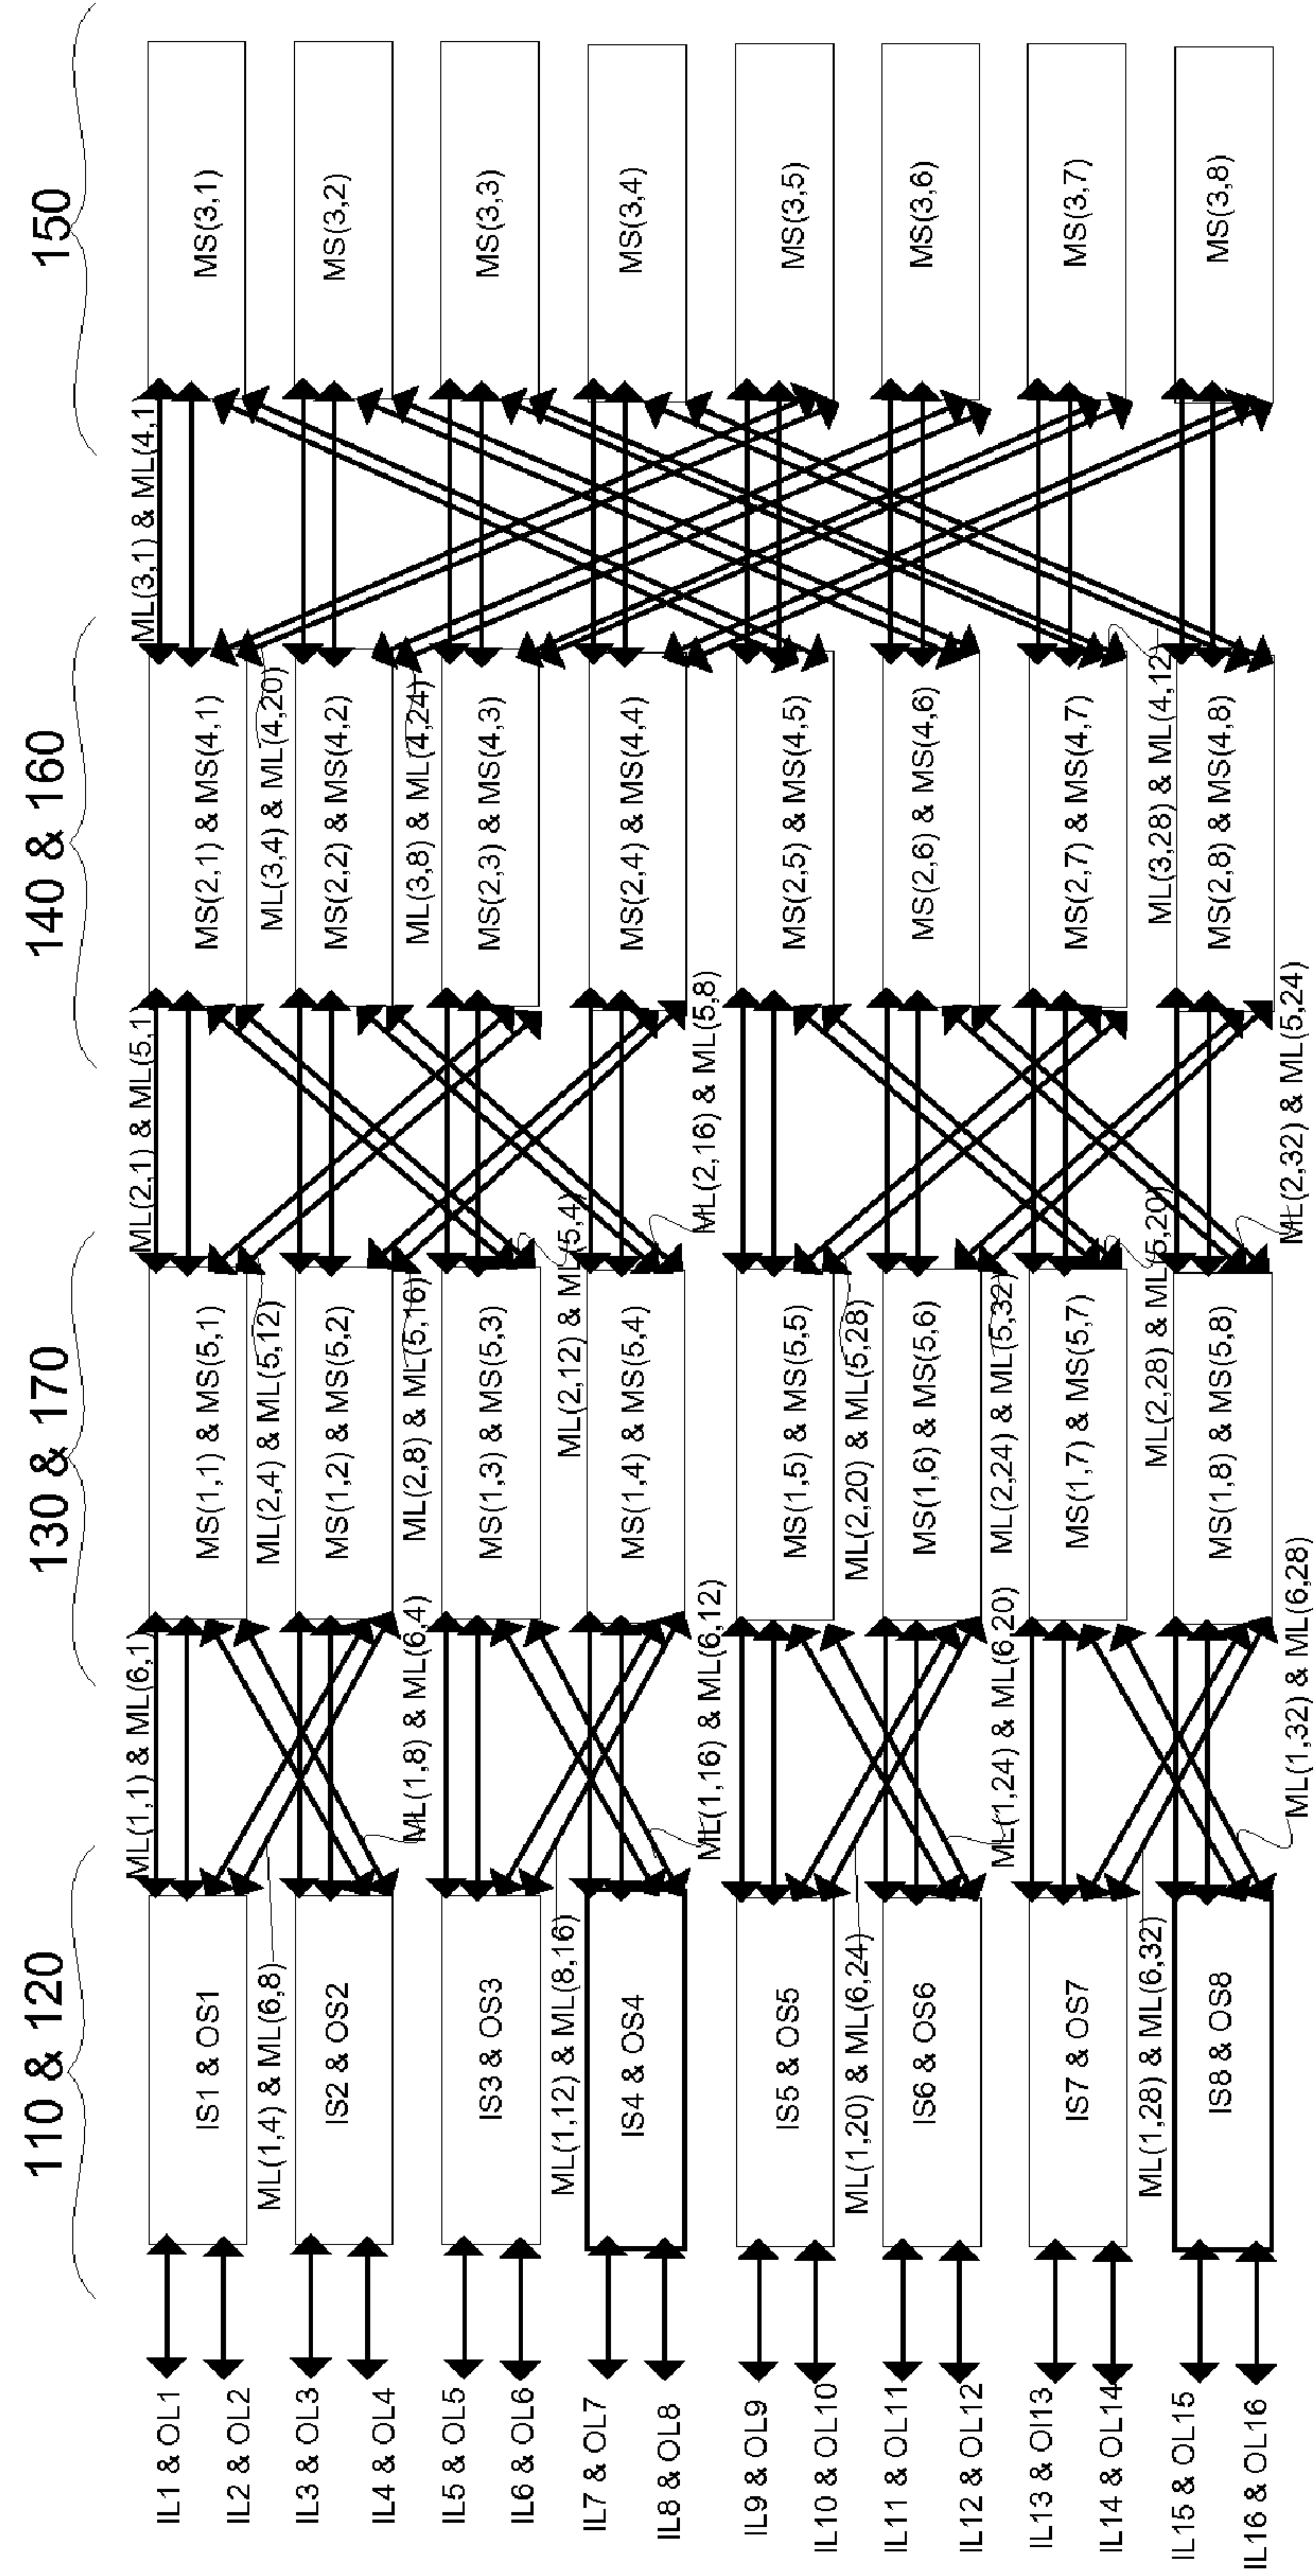 110 & 120
130 & 170
140 & 160
150
IL1 & OL1
IL2 & OL2
IL3 & OL3
IL4 & OL4
IL5 & OL5
IL6 & OL6
IL7 & OL7
IL8 & OL8
IL9 & OL9
IL10 & OL10
IL11 & OL11
IL12 & OL12
IL13 & Ol13
IL14 & OL14
IL15 & OL15
IL16 & OL16
IS1 & OS1
IS2 & OS2
IS3 & OS3
IS4 & OS4
IS5 & OS5
IS6 & OS6
IS7 & OS7
IS8 & OS8
ML(1,4) & ML(6,8)
ML(1,12) & ML(8,16)
ML(1,20) & ML(6,24)
ML(1,28) & ML(6,32)
ML(1,1) & ML(6,1)
ML(1,8) & ML(6,4)
ML(1,16) & ML(6,12)
ML(1,24) & ML(6,20)
ML(1,32) & ML(6,28)
MS(1,1) & MS(5,1)
MS(1,2) & MS(5,2)
MS(1,3) & MS(5,3)
MS(1,4) & MS(5,4)
MS(1,5) & MS(5,5)
MS(1,6) & MS(5,6)
MS(1,7) & MS(5,7)
MS(1,8) & MS(5,8)
ML(2,4) & ML(5,12)
ML(2,8) & ML(5,16)
ML(2,12) & ML(5,4)
ML(2,20) & ML(5,28)
ML(2,24) & ML(5,32)
ML(2,28) & ML(5,20)
ML(2,1) & ML(5,1)
ML(2,16) & ML(5,8)
ML(2,32) & ML(5,24)
MS(2,1) & MS(4,1)
MS(2,2) & MS(4,2)
MS(2,3) & MS(4,3)
MS(2,4) & MS(4,4)
MS(2,5) & MS(4,5)
MS(2,6) & MS(4,6)
MS(2,7) & MS(4,7)
MS(2,8) & MS(4,8)
ML(3,4) & ML(4,20)
ML(3,8) & ML(4,24)
ML(3,28) & ML(4,12)
ML(3,1) & ML(4,1
MS(3,1)
MS(3,2)
MS(3,3)
MS(3,4)
MS(3,5)
MS(3,6)
MS(3,7)
MS(3,8)